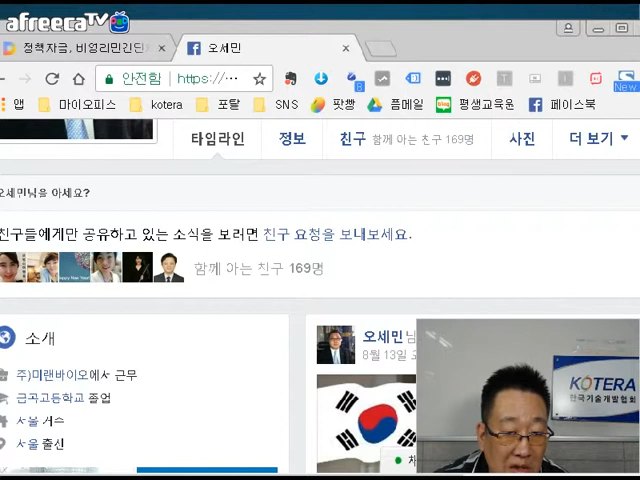 afreecaTV
정책자금, 비영리민간단
오세민
안전함
https://···
앱 마이오피스 kotera 포탈 SNS 팟빵 플메일 평생교육원 페이스북
New
타임라인 정보 친구 함께 아는 친구 169명 사진 더 보기
오세민님을 아세요?
친구들에게만 공유하고 있는 소식을 보려면 친구 요청을 보내보세요.
함께 아는 친구 169명
소개
주)미랜바이오에서 근무
금곡고등학교 졸업
서울 거주
서울 출신
오세민님
8월 13일
KOTERA
한국기술개발협회